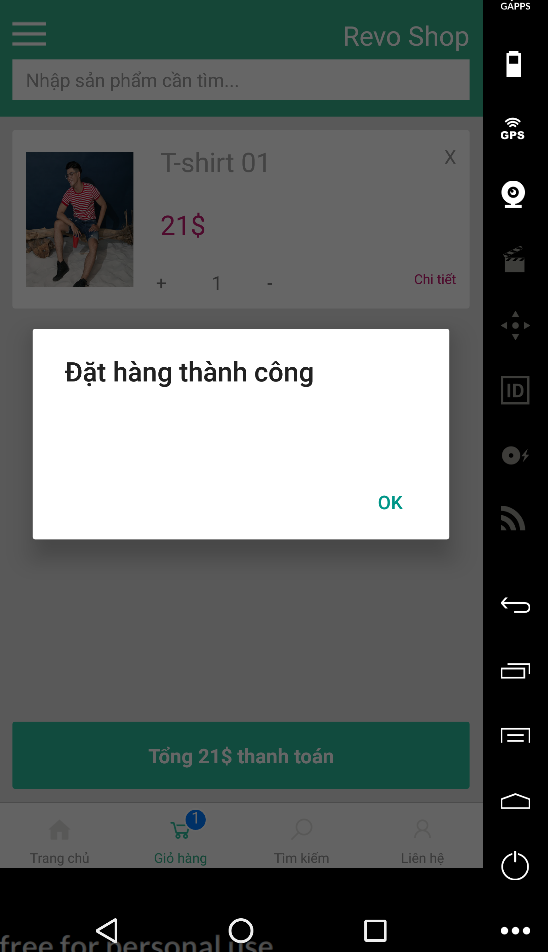 GAPPS
Revo Shop
Nhập sản phẩm cần tìm...
GPS
T-shirt 01
X
21$
+ 1 -
Chi tiết
Đặt hàng thành công
ID
OK
Tổng 21$ thanh toán
1
Trang chủ
Giỏ hàng
Tìm kiếm
Liên hệ
free for personal use